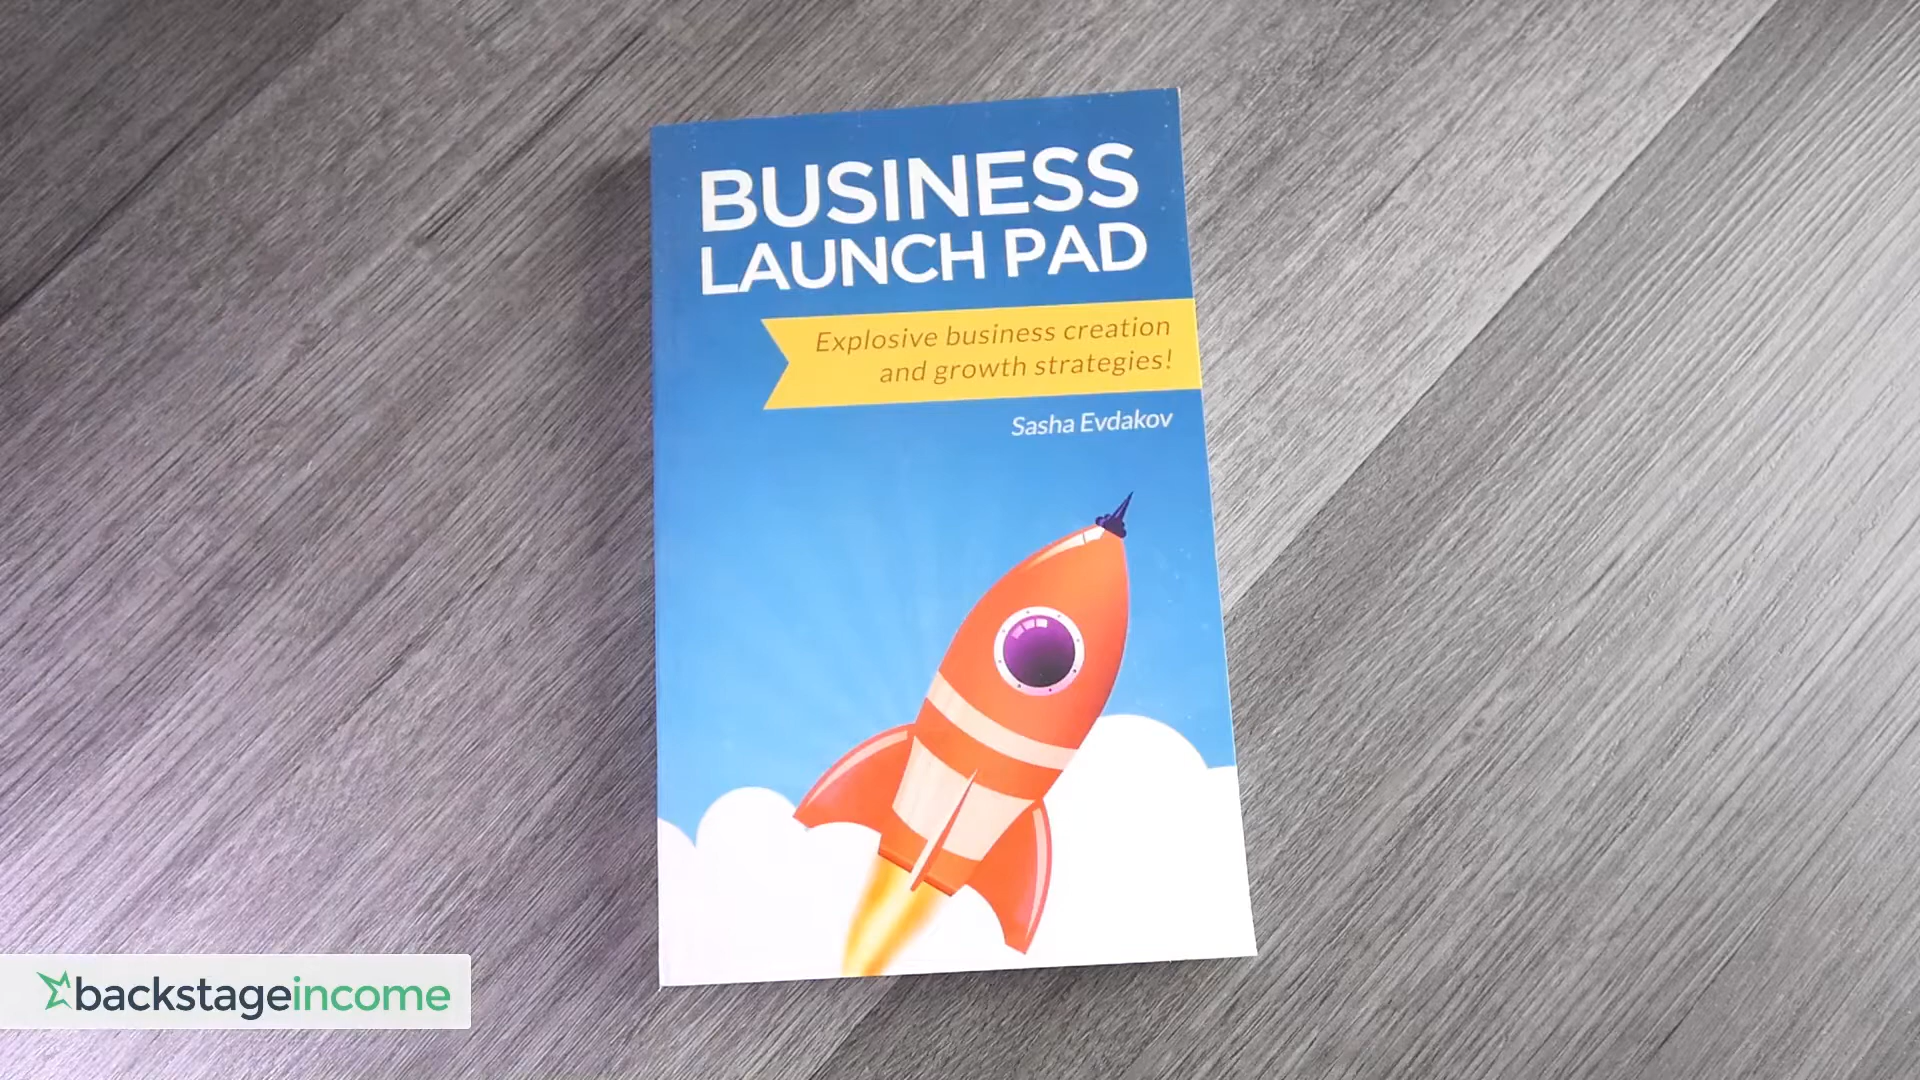 BUSINESS
LAUNCH PAD
Explosive business creation
and growth strategies!
Sasha Evdakov
backstageincome